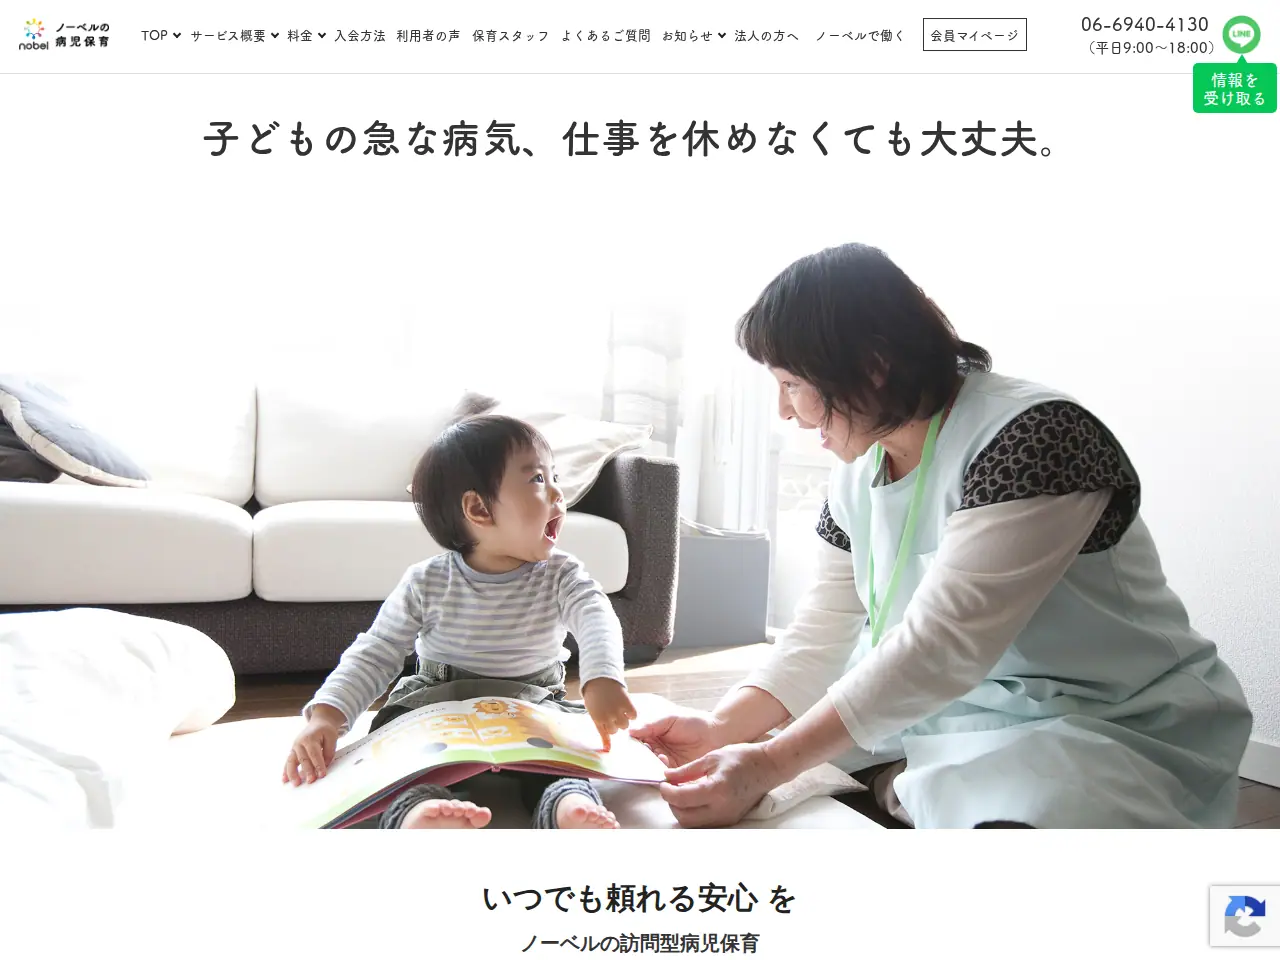 nobel
ノーベルの
病児保育
TOP サービス概要 料金 入会方法 利用者の声 保育スタッフ よくあるご質問 お知らせ 法人の方へ ノーベルで働く 会員マイページ
06-6940-4130
（平日9:00〜18:00）
LINE
情報を
受け取る
子どもの急な病気、仕事を休めなくても大丈夫。
いつでも頼れる安心 を
ノーベルの訪問型病児保育